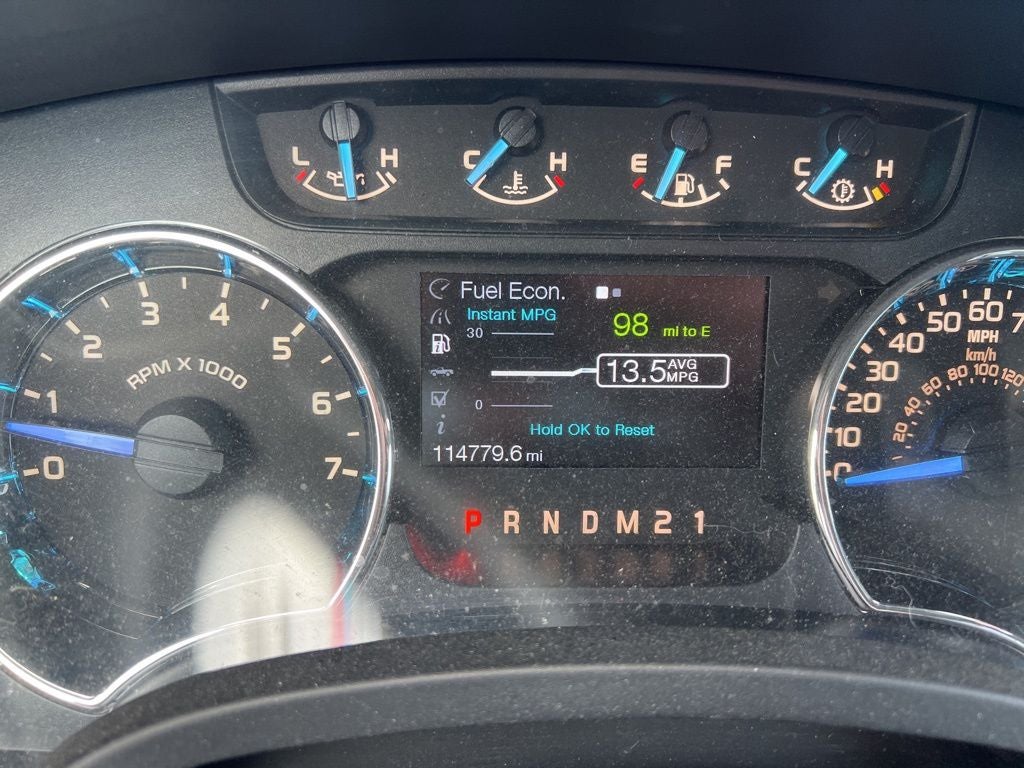 L H
C H
E F
C H
Fuel Econ.
Instant MPG
30
98 mi to E
13.5 AVG MPG
0
Hold OK to Reset
114779.6 mi
P R N D M 2 1
0 1 2 3 4 5 6 7
RPM X 1000
0 10 20 30 40 50 60 7
MPH
km/h
20 40 60 80 100 120